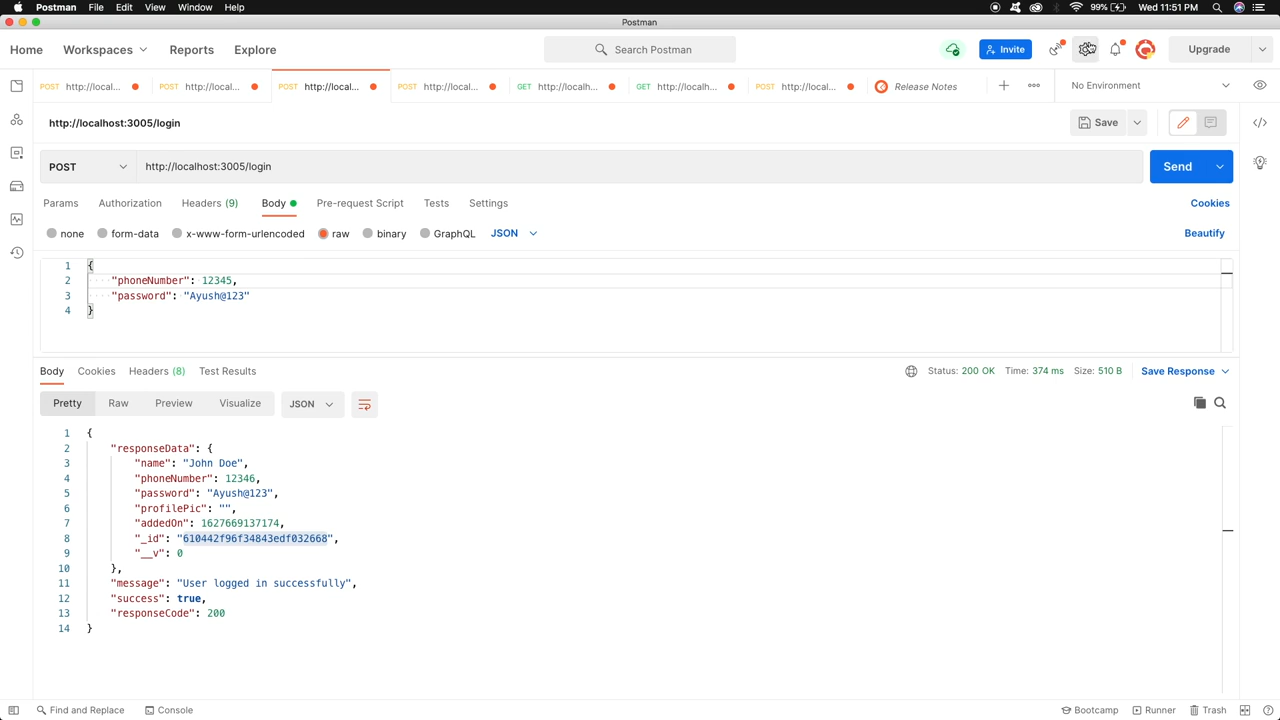 Postman File Edit View Window Help 99% Wed 11:51 PM
Postman
Home Workspaces Reports Explore Search Postman Invite Upgrade
POST http://local... POST http://local... POST http://local... POST http://local... GET http://localh... GET http://localh... POST http://local... Release Notes No Environment
http://localhost:3005/login Save
POST http://localhost:3005/login Send
Params Authorization Headers (9) Body Pre-request Script Tests Settings Cookies
none form-data x-www-form-urlencoded raw binary GraphQL JSON Beautify
1 {
2 "phoneNumber": 12345,
3 "password": "Ayush@123"
4 }
Body Cookies Headers (8) Test Results Status: 200 OK Time: 374 ms Size: 510 B Save Response
Pretty Raw Preview Visualize JSON
1 {
2 "responseData": {
3 "name": "John Doe",
4 "phoneNumber": 12346,
5 "password": "Ayush@123",
6 "profilePic": "",
7 "addedOn": 1627669137174,
8 "_id": "610442f96f34843edf032668",
9 "__v": 0
10 },
11 "message": "User logged in successfully",
12 "success": true,
13 "responseCode": 200
14 }
Find and Replace Console Bootcamp Runner Trash